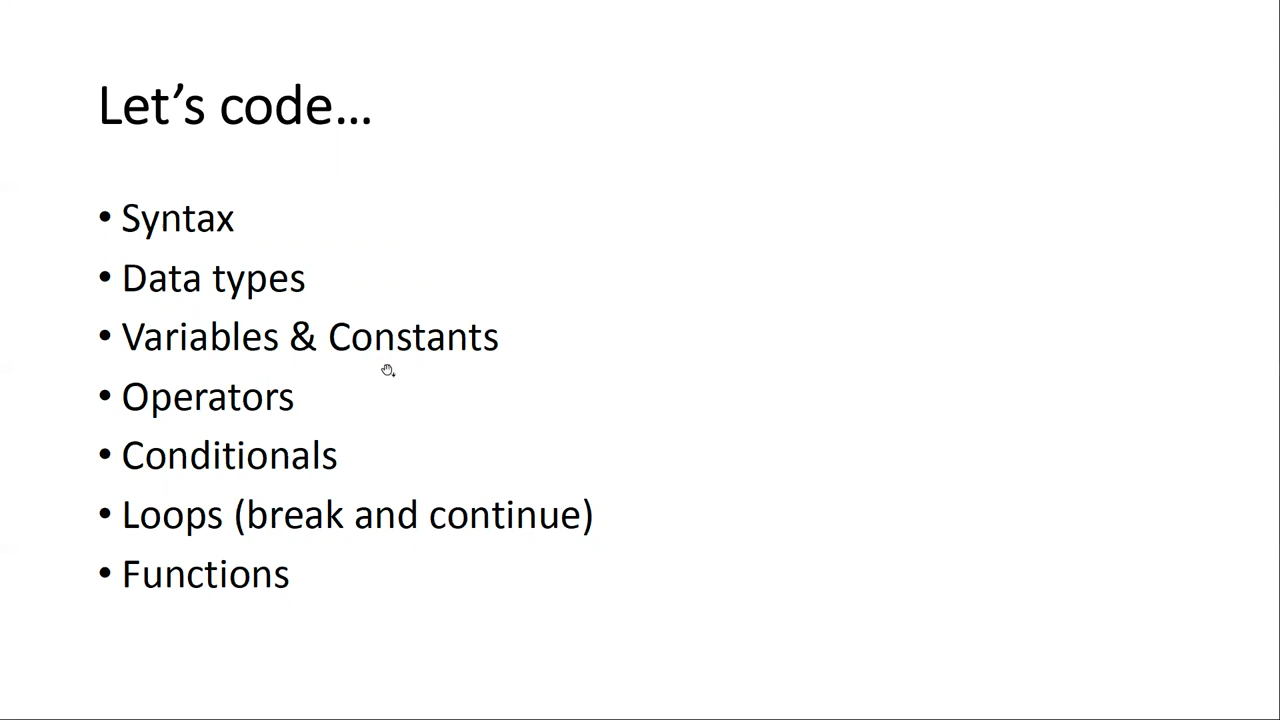 Let’s code…
• Syntax
• Data types
• Variables & Constants
• Operators
• Conditionals
• Loops (break and continue)
• Functions